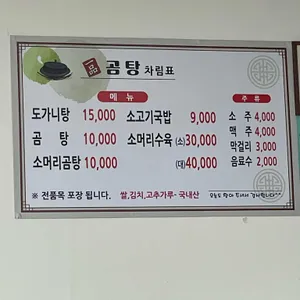 一品 곰탕 차림표
메뉴
주류
도가니탕 15,000 소고기국밥 9,000 소주 4,000
곰탕 10,000 소머리수육 (소)30,000 맥주 4,000
소머리곰탕 10,000 (대)40,000 막걸리 3,000
음료수 2,000
※ 전품목 포장 됩니다. 쌀,김치,고추가루- 국내산